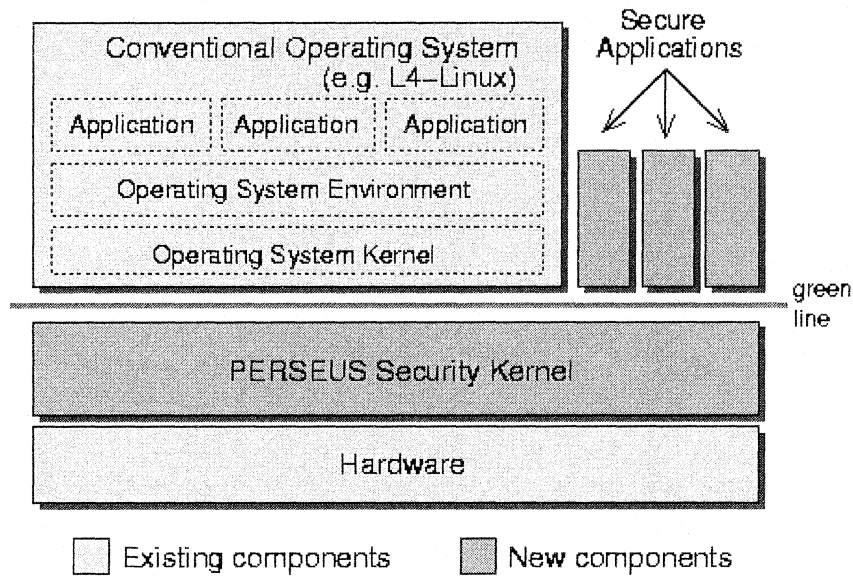 Conventional Operating System
(e.g. L4-Linux)
Secure
Applications
Application
Application
Application
Operating System Environment
Operating System Kernel
green
line
PERSEUS Security Kernel
Hardware
Existing components
New components